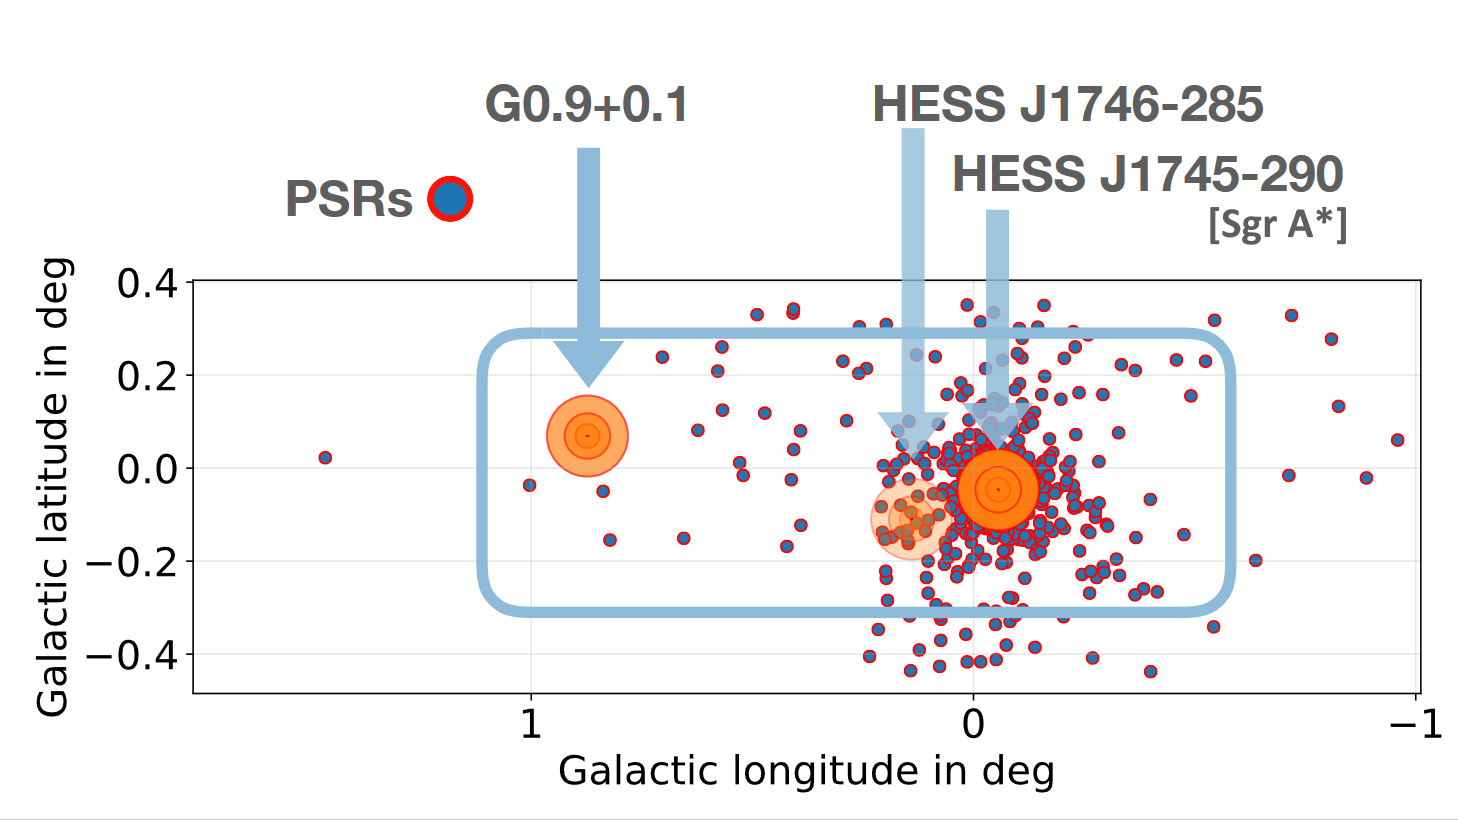 G0.9+0.1
HESS J1746-285
HESS J1745-290
[Sgr A*]
PSRs
Galactic latitude in deg
0.4
0.2
0.0
−0.2
−0.4
1
0
−1
Galactic longitude in deg